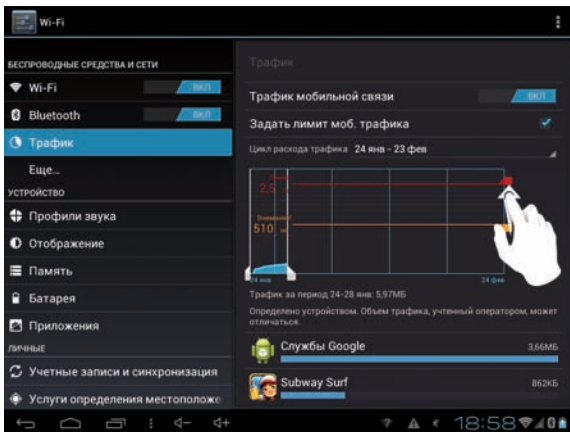 Wi-Fi
БЕСПРОВОДНЫЕ СРЕДСТВА И СЕТИ
Wi-Fi
ВКЛ
Bluetooth
ВКЛ
Трафик
Еще...
УСТРОЙСТВО
Профили звука
Отображение
Память
Батарея
Приложения
ЛИЧНЫЕ
Учетные записи и синхронизация
Услуги определения местоположе
Трафик
Трафик мобильной связи
ВКЛ
Задать лимит моб. трафика
Цикл расхода трафика 24 янв - 23 фев
2,5
Внимание!
510
24 янв
24 фев
Трафик за период 24-28 янв: 5,97МБ
Определено устройством. Объем трафика, учтенный оператором, может
отличаться.
Службы Google
3,66МБ
Subway Surf
862КБ
18:58